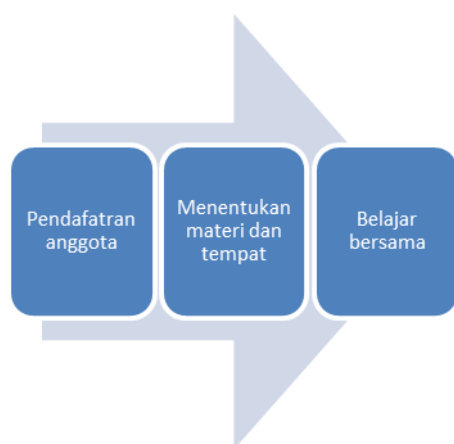 Pendafatran
anggota
Menentukan
materi dan
tempat
Belajar
bersama